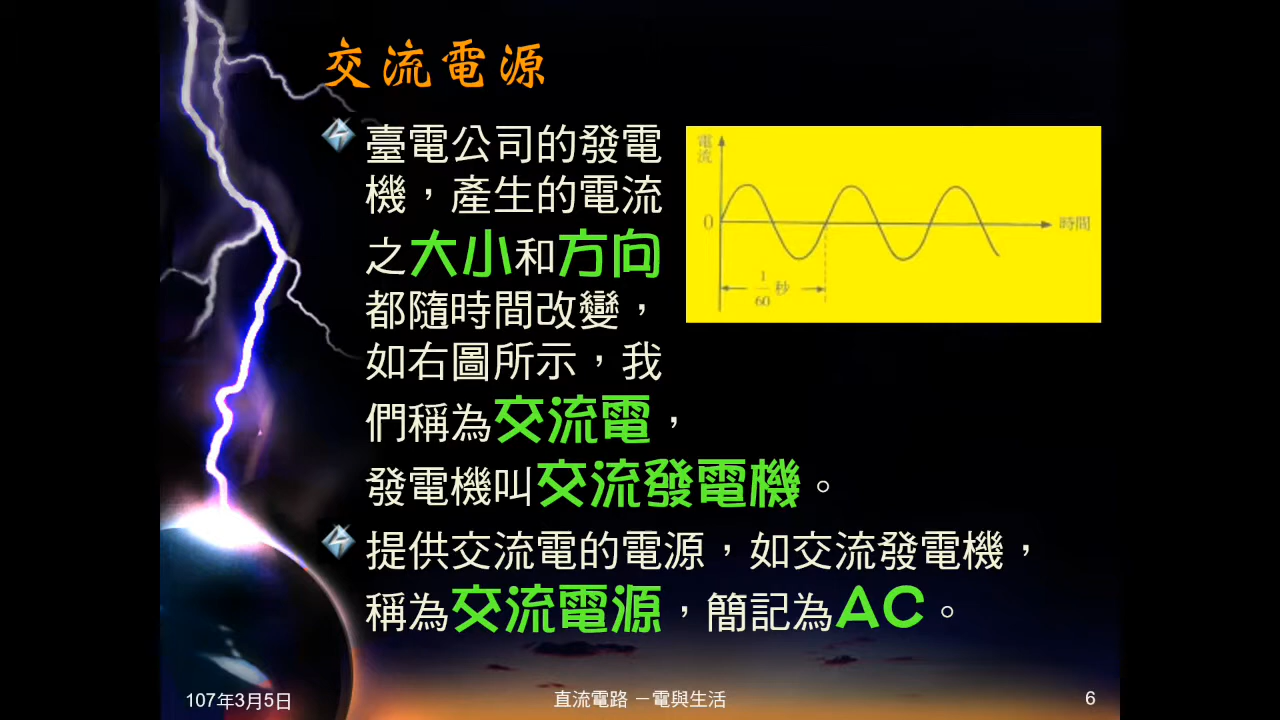 交流電源
臺電公司的發電
機，產生的電流
之大小和方向
都隨時間改變，
如右圖所示，我
們稱為交流電，
發電機叫交流發電機。
提供交流電的電源，如交流發電機，
稱為交流電源，簡記為AC。
電流
0
時間
1/60 秒
107年3月5日
直流電路 －電與生活
6